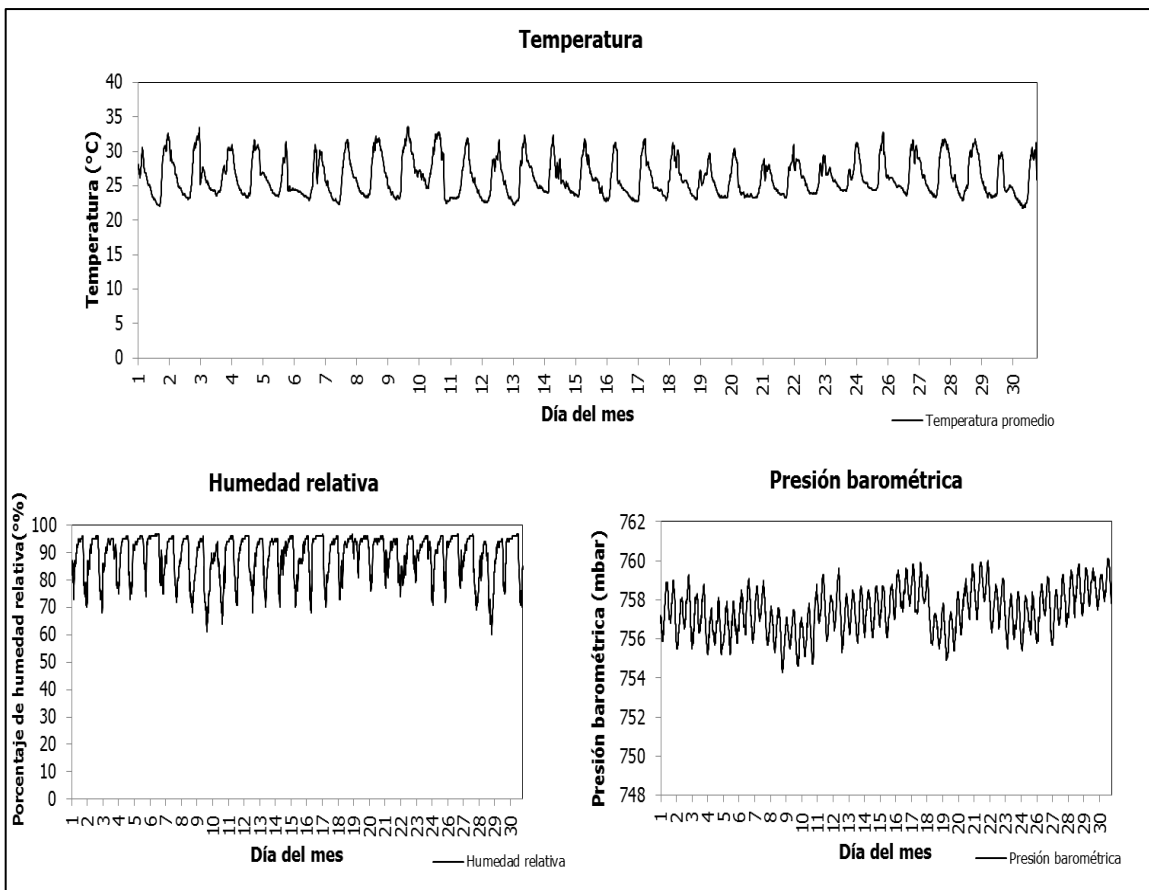 Temperatura
Temperatura (°C)
40
35
30
25
20
15
10
5
0
1 2 3 4 5 6 7 8 9 10 11 12 13 14 15 16 17 18 19 20 21 22 23 24 25 26 27 28 29 30
Día del mes
Temperatura promedio
Humedad relativa
Porcentaje de humedad relativa(°%)
100
90
80
70
60
50
40
30
20
10
0
1 2 3 4 5 6 7 8 9 10 11 12 13 14 15 16 17 18 19 20 21 22 23 24 25 26 27 28 29 30
Día del mes
Humedad relativa
Presión barométrica
Presión barométrica (mbar)
762
760
758
756
754
752
750
748
1 2 3 4 5 6 7 8 9 10 11 12 13 14 15 16 17 18 19 20 21 22 23 24 25 26 27 28 29 30
Día del mes
Presión barométrica